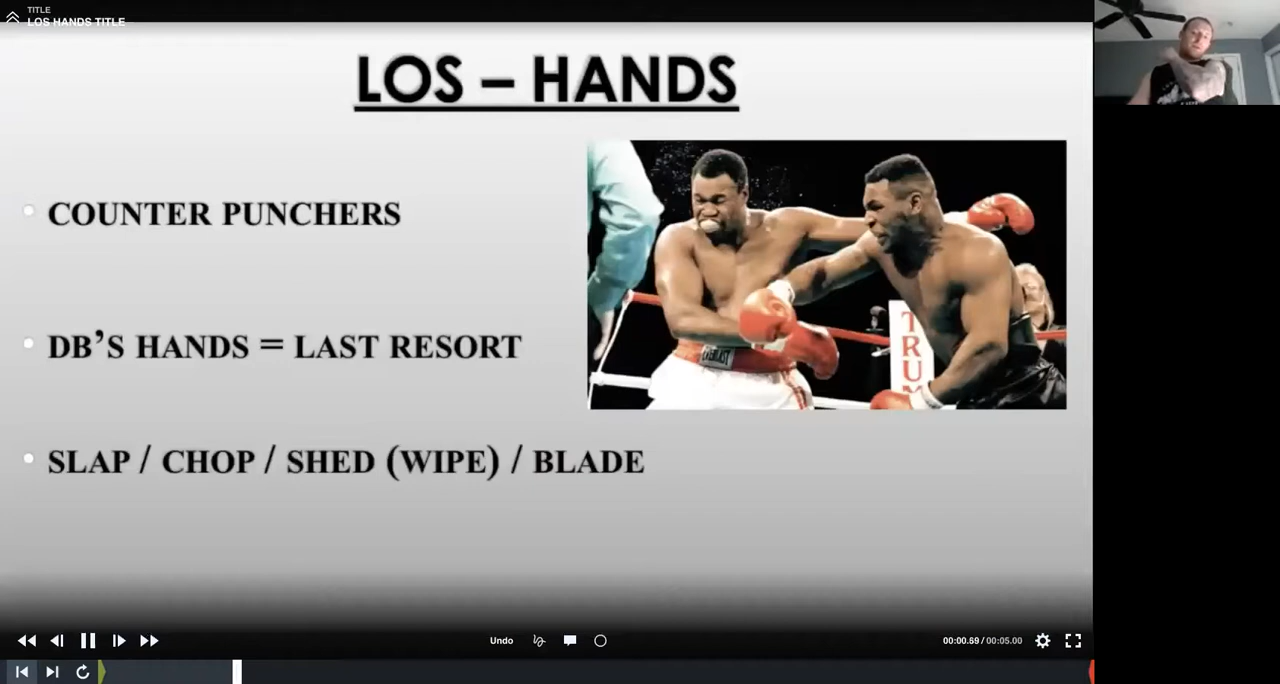 TITLE
LOS HANDS TITLE
LOS – HANDS
• COUNTER PUNCHERS
EVERLAST
TRUM
• DB'S HANDS = LAST RESORT
• SLAP / CHOP / SHED (WIPE) / BLADE
Undo
00:00.59 / 00:05.00